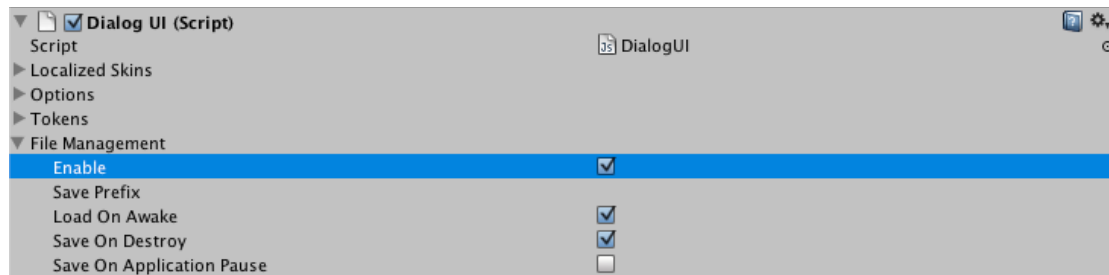 Dialog UI (Script)
Script JS DialogUI
Localized Skins
Options
Tokens
File Management
Enable
Save Prefix
Load On Awake
Save On Destroy
Save On Application Pause